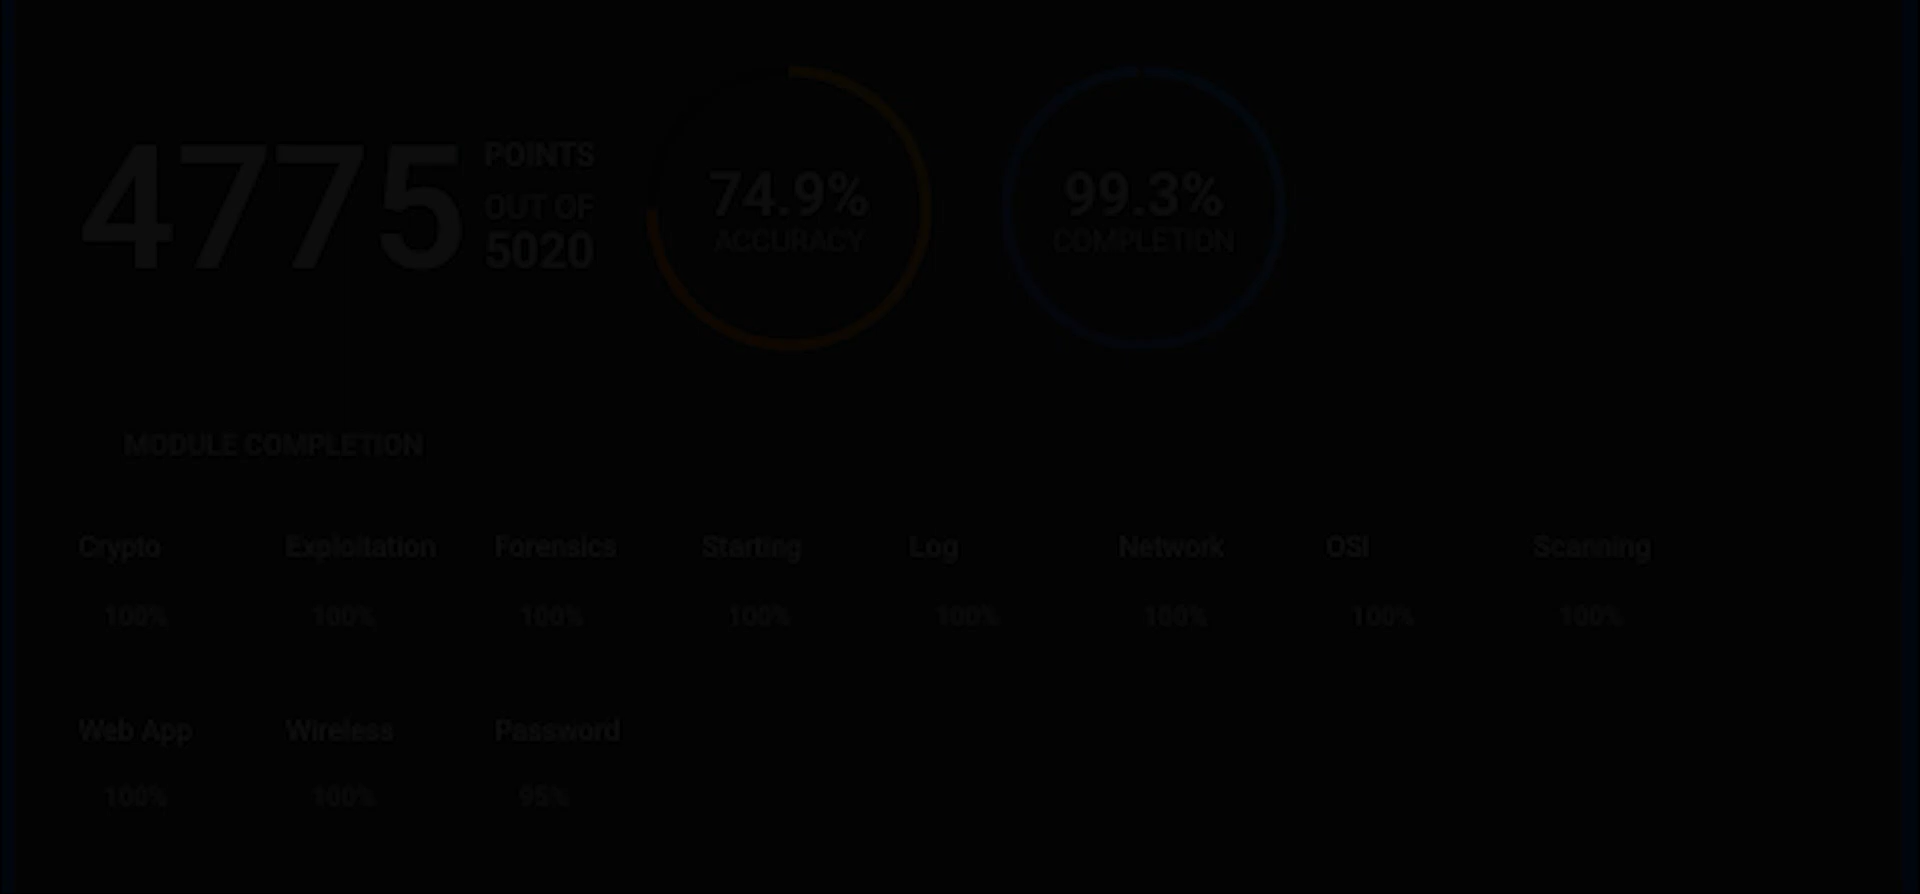 4775
POINTS
OUT OF
5020
74.9%
ACCURACY
99.3%
COMPLETION
MODULE COMPLETION
Crypto Exploitation Forensics Starting Log Network OSI Scanning
100% 100% 100% 100% 100% 100% 100% 100%
Web App Wireless Password
100% 100% 95%